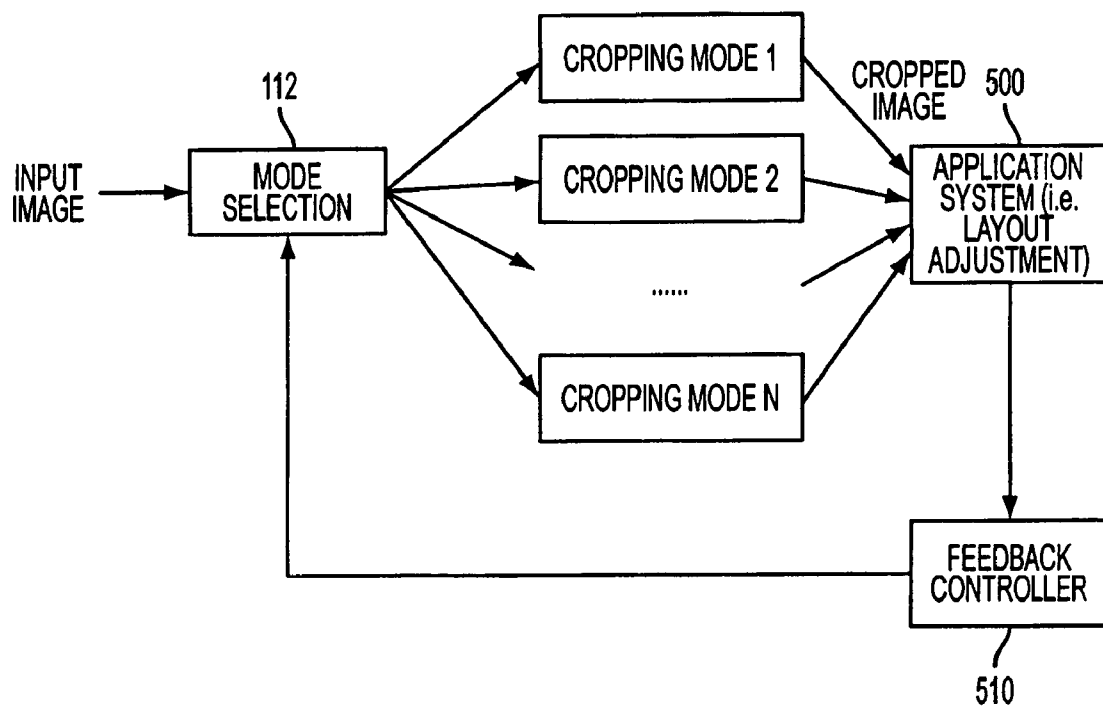 INPUT
IMAGE
112
MODE
SELECTION
CROPPING MODE 1
CROPPING MODE 2
......
CROPPING MODE N
CROPPED
IMAGE
500
APPLICATION
SYSTEM (i.e.
LAYOUT
ADJUSTMENT)
FEEDBACK
CONTROLLER
510